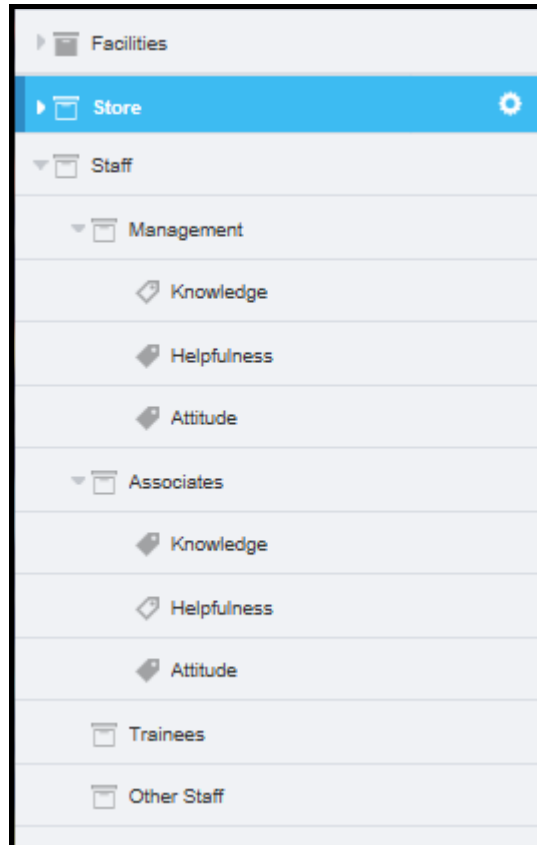 Facilities
Store
Staff
Management
Knowledge
Helpfulness
Attitude
Associates
Knowledge
Helpfulness
Attitude
Trainees
Other Staff